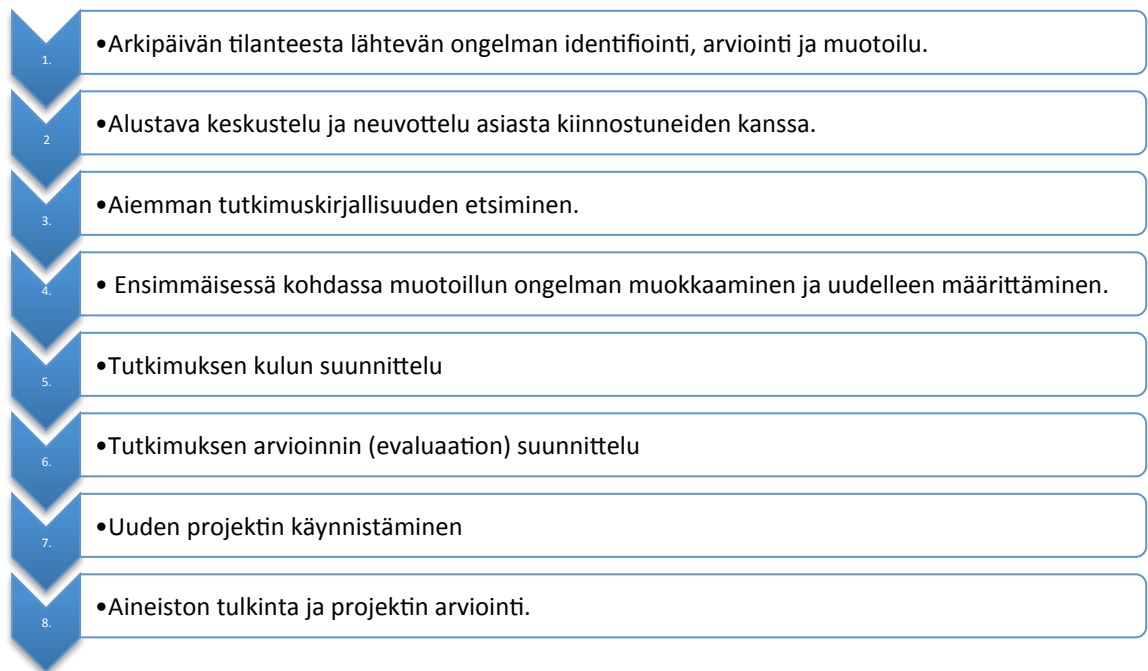 1. •Arkipäivän tilanteesta lähtevän ongelman identifiointi, arviointi ja muotoilu.
2 •Alustava keskustelu ja neuvottelu asiasta kiinnostuneiden kanssa.
3. •Aiemman tutkimuskirjallisuuden etsiminen.
4. • Ensimmäisessä kohdassa muotoillun ongelman muokkaaminen ja uudelleen määrittäminen.
5. •Tutkimuksen kulun suunnittelu
6. •Tutkimuksen arvioinnin (evaluaation) suunnittelu
7. •Uuden projektin käynnistäminen
8. •Aineiston tulkinta ja projektin arviointi.